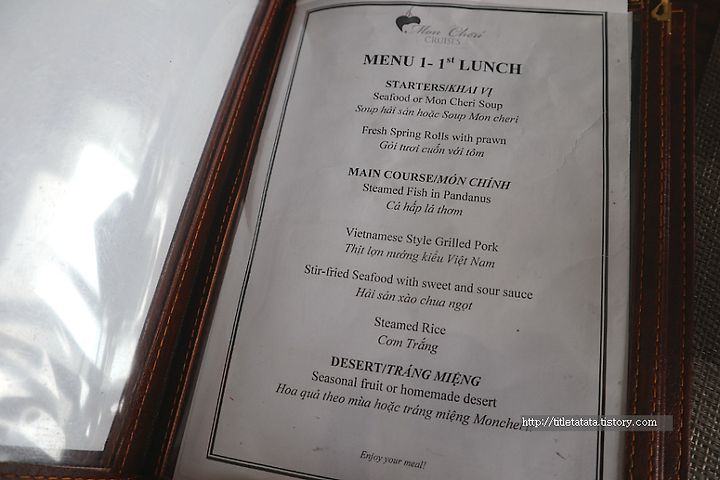 Mon Cheri
CRUISES
MENU 1- 1st LUNCH
STARTERS/KHAI VỊ
Seafood or Mon Cheri Soup
Soup hải sản hoặc Soup Mon cheri
Fresh Spring Rolls with prawn
Gỏi tươi cuốn với tôm
MAIN COURSE/MÓN CHÍNH
Steamed Fish in Pandanus
Cá hấp lá thơm
Vietnamese Style Grilled Pork
Thịt lợn nướng kiểu Việt Nam
Stir-fried Seafood with sweet and sour sauce
Hải sản xào chua ngọt
Steamed Rice
Cơm Trắng
DESERT/TRÁNG MIỆNG
Seasonal fruit or homemade desert
Hoa quả theo mùa hoặc tráng miệng Moncheri
http://titletatata.tistory.com
Enjoy your meal!